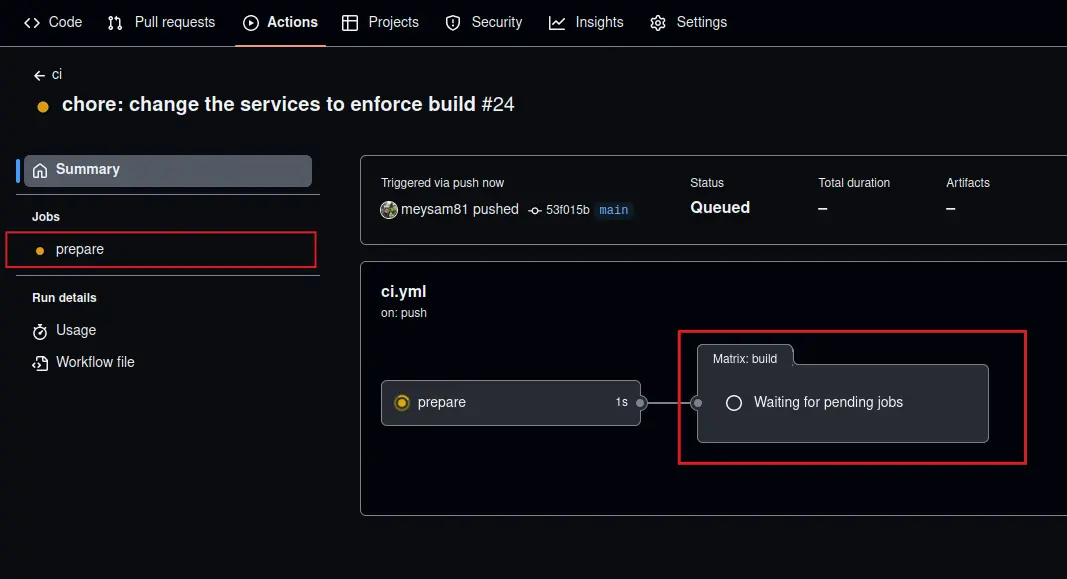 Code Pull requests Actions Projects Security Insights Settings
ci
chore: change the services to enforce build #24
Summary
Jobs
prepare
Run details
Usage
Workflow file
Triggered via push now
meysam81 pushed 53f015b main
Status
Queued
Total duration
–
Artifacts
–
ci.yml
on: push
prepare 1s
Matrix: build
Waiting for pending jobs